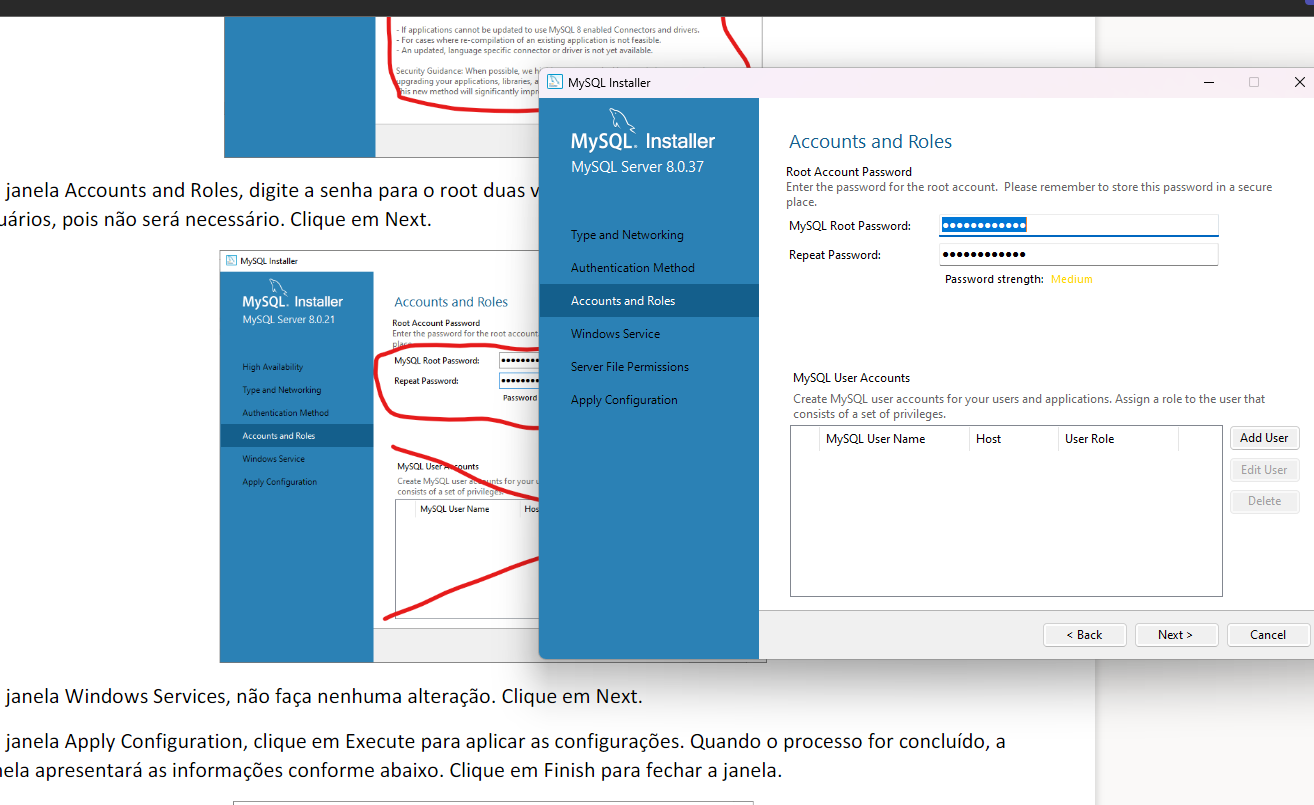 - If applications cannot be updated to use MySQL 8 enabled Connectors and drivers.
- For cases where re-compilation of an existing application is not feasible.
- An updated, language specific connector or driver is not yet available.
Security Guidance: When possible, we
upgrading your applications, libraries,
This new method will significantly
janela Accounts and Roles, digite a senha para o root duas
uários, pois não será necessário. Clique em Next.
MySQL Installer
MySQL Installer
MySQL Server 8.0.21
High Availability
Type and Networking
Authentication Method
Accounts and Roles
Windows Service
Apply Configuration
Accounts and Roles
Root Account Password
Enter the password for the root account.
place.
MySQL Root Password:
Repeat Password:
Password
MySQL User Accounts
Create MySQL user accounts for your
consists of a set of privileges.
MySQL User Name
janela Windows Services, não faça nenhuma alteração. Clique em Next.
janela Apply Configuration, clique em Execute para aplicar as configurações. Quando o processo for concluído, a
nela apresentará as informações conforme abaixo. Clique em Finish para fechar a janela.
MySQL Installer
MySQL Installer
MySQL Server 8.0.37
Type and Networking
Authentication Method
Accounts and Roles
Windows Service
Server File Permissions
Apply Configuration
Accounts and Roles
Root Account Password
Enter the password for the root account.  Please remember to store this password in a secure
place.
MySQL Root Password: ●●●●●●●●●●●●
Repeat Password: ●●●●●●●●●●●●
Password strength: Medium
MySQL User Accounts
Create MySQL user accounts for your users and applications. Assign a role to the user that
consists of a set of privileges.
MySQL User Name Host User Role
Add User
Edit User
Delete
< Back Next > Cancel